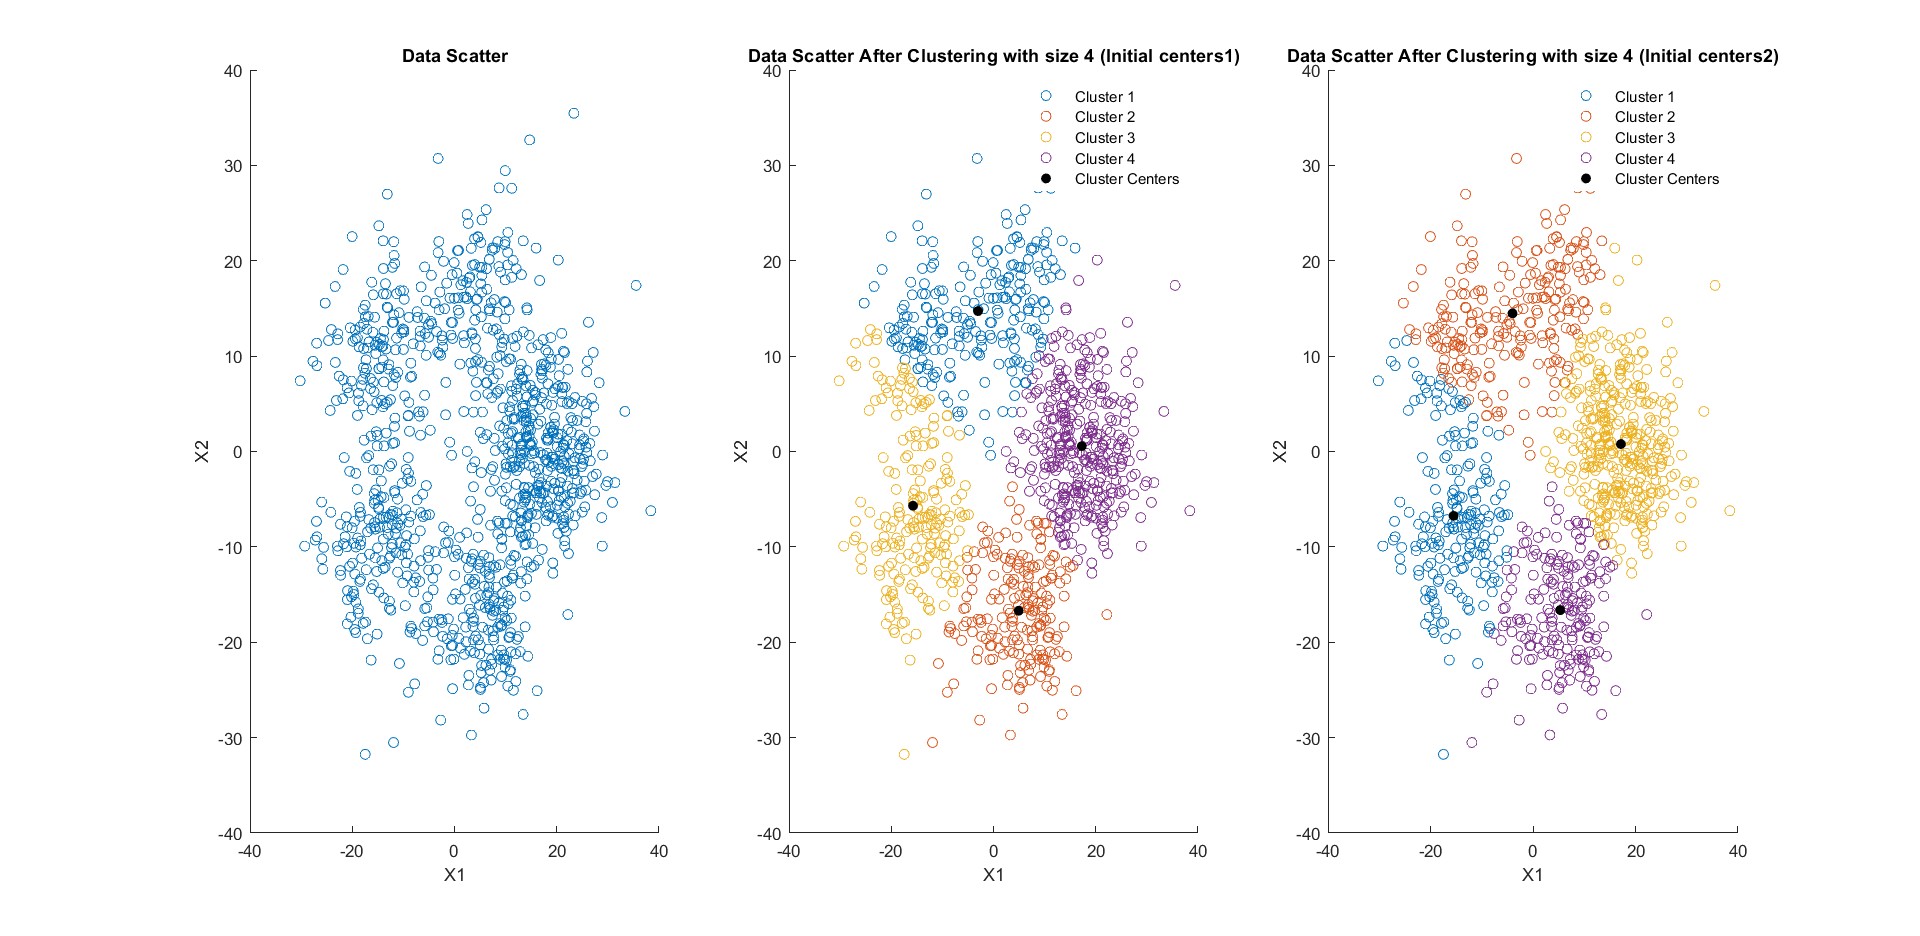 Data Scatter
40
30
20
10
0
-10
-20
-30
-40
-40 -20 0 20 40
X1
X2
Data Scatter After Clustering with size 4 (Initial centers1)
40
30
20
10
0
-10
-20
-30
-40
-40 -20 0 20 40
X1
X2
Cluster 1
Cluster 2
Cluster 3
Cluster 4
Cluster Centers
Data Scatter After Clustering with size 4 (Initial centers2)
40
30
20
10
0
-10
-20
-30
-40
-40 -20 0 20 40
X1
X2
Cluster 1
Cluster 2
Cluster 3
Cluster 4
Cluster Centers